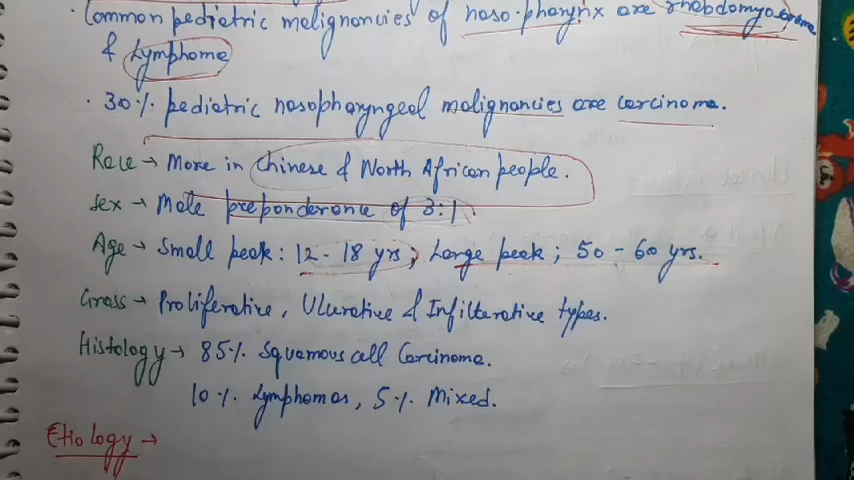 · Common pediatric malignancies of naso-pharynx are rhabdomyosarcoma
& Lymphoma
· 30% pediatric nasopharyngeal malignancies are carcinoma.
Race → More in Chinese & North African people.
Sex → Male preponderance of 3:1
Age → Small peak: 12 - 18 yrs; Large peak; 50 - 60 yrs.
Gross → Proliferative, Ulcerative & Infilterative types.
Histology → 85% Squamous cell Carcinoma.
10% Lymphomas, 5% Mixed.
Etiology →